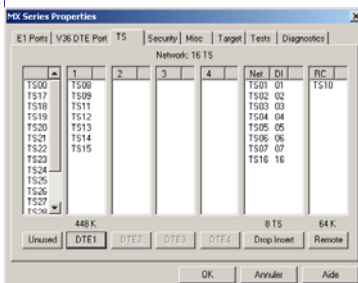 MX Series Properties
E1 Ports V36 DTE Port TS Security Misc Target Tests Diagnostics
Network: 16 TS
1 2 3 4 Net DI RC
TS00 TS08 TS01 01 TS10
TS17 TS09 TS02 02
TS18 TS11 TS03 03
TS19 TS12 TS04 04
TS20 TS13 TS05 05
TS21 TS14 TS06 06
TS22 TS15 TS07 07
TS23 TS16 16
TS24
TS25
TS26
TS27
TS28
448 K. 8 TS 64 K.
Unused DTE1 DTE2 DTE3 DTE4 Drop Insert Remote
OK Annuler Aide